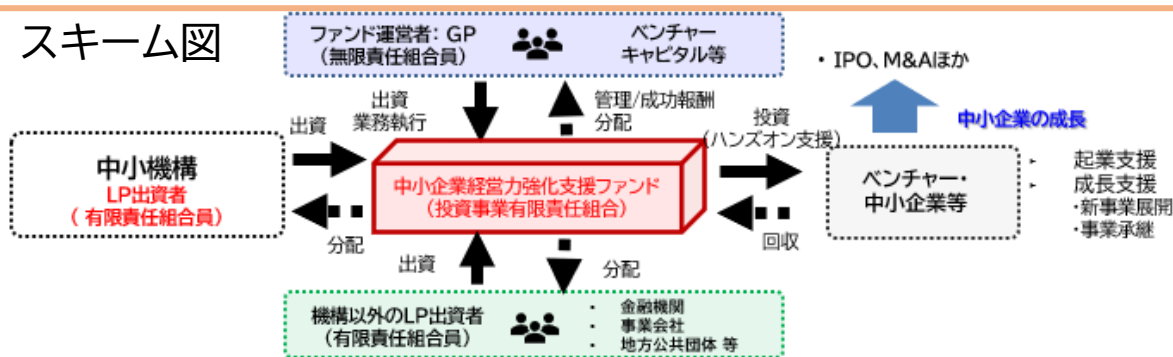 スキーム図
ファンド運営者：GP
（無限責任組合員）
ベンチャー
キャピタル等
・ IPO、M&Aほか
出資
業務執行
管理/成功報酬
分配
出資
投資
（ハンズオン支援）
中小企業の成長
中小機構
LP出資者
（ 有限責任組合員）
中小企業経営力強化支援ファンド
（投資事業有限責任組合）
ベンチャー・
中小企業等
起業支援
成長支援
・新事業展開
・事業承継
分配
回収
出資
分配
機構以外のLP出資者
（有限責任組合員）
・ 金融機関
・ 事業会社
・ 地方公共団体 等